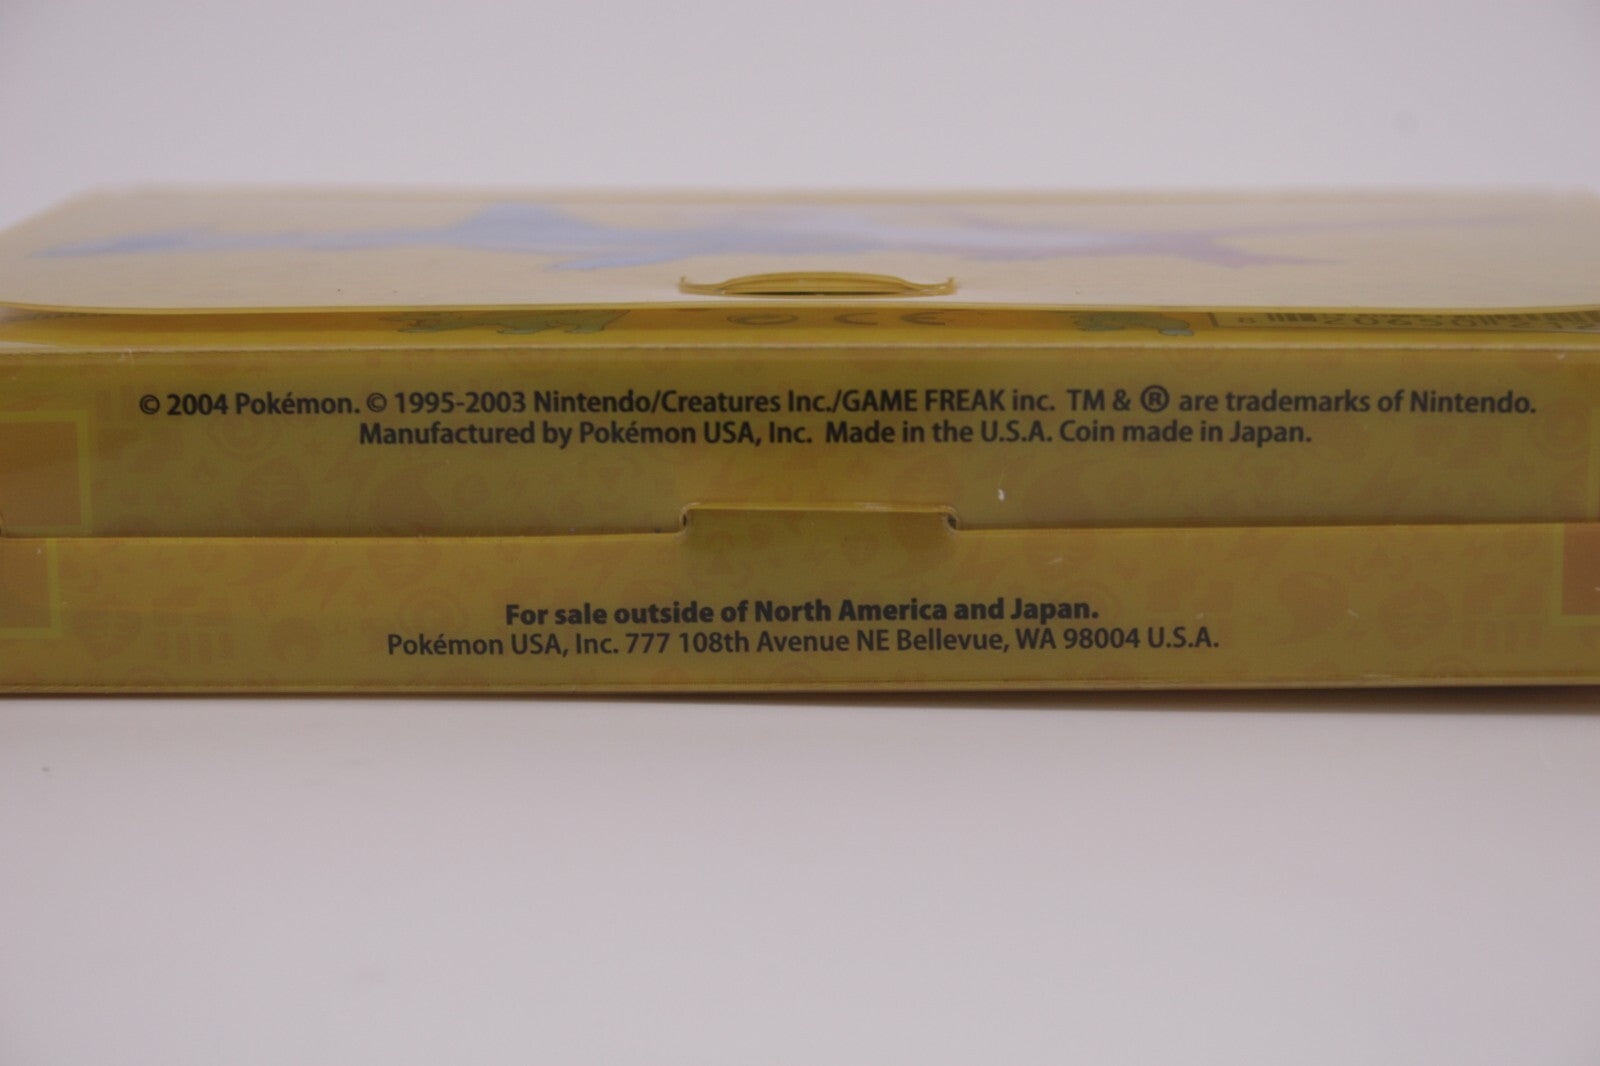 © 2004 Pokémon. © 1995-2003 Nintendo/Creatures Inc./GAME FREAK inc. TM & ® are trademarks of Nintendo.
Manufactured by Pokémon USA, Inc. Made in the U.S.A. Coin made in Japan.
For sale outside of North America and Japan.
Pokémon USA, Inc. 777 108th Avenue NE Bellevue, WA 98004 U.S.A.